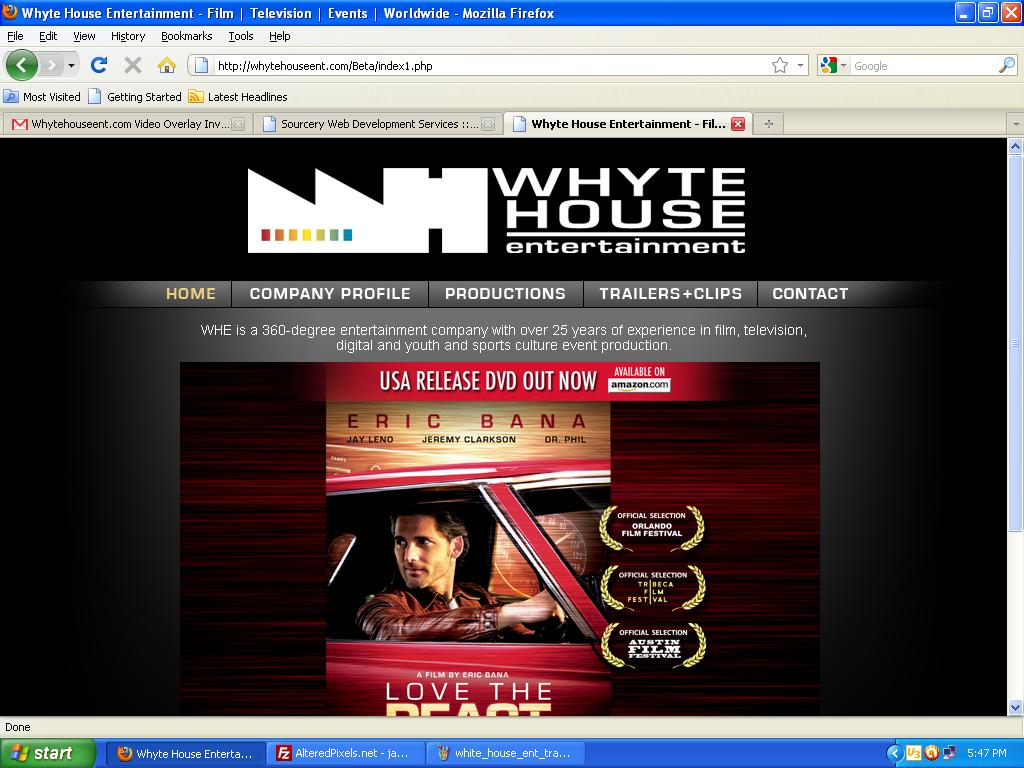 Whyte House Entertainment - Film | Television | Events | Worldwide - Mozilla Firefox
File Edit View History Bookmarks Tools Help
http://whytehouseent.com/Beta/index1.php
Google
Most Visited Getting Started Latest Headlines
Whytehouseent.com Video Overlay Inv...
Sourcery Web Development Services ::...
Whyte House Entertainment - Fil...
WHYTE
HOUSE
entertainment
HOME COMPANY PROFILE PRODUCTIONS TRAILERS+CLIPS CONTACT
WHE is a 360-degree entertainment company with over 25 years of experience in film, television,
digital and youth and sports culture event production.
USA RELEASE DVD OUT NOW
AVAILABLE ON
amazon.com
ERIC BANA
JAY LENO JEREMY CLARKSON DR. PHIL
OFFICIAL SELECTION
ORLANDO
FILM FESTIVAL
OFFICIAL SELECTION
TRIBECA
FILM
FESTIVAL
OFFICIAL SELECTION
AUSTIN
FILM
FESTIVAL
A FILM BY ERIC BANA
LOVE THE
BEAST
Done
start
Whyte House Enterta...
AlteredPixels.net - ja...
white_house_ent_tra...
5:47 PM